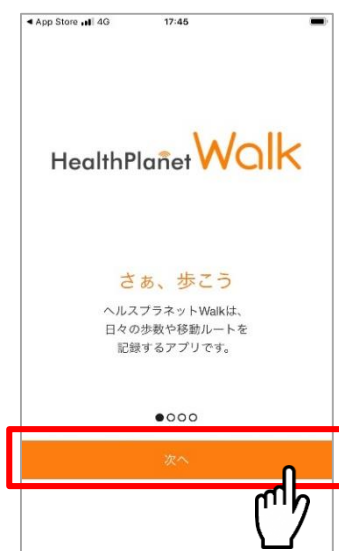 App Store 4G 17:45
HealthPlanet Walk
さぁ、歩こう
ヘルスプラネットWalkは、
日々の歩数や移動ルートを
記録するアプリです。
次へ